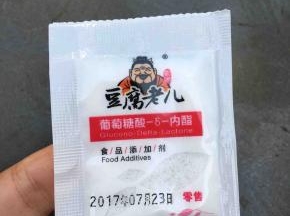 豆腐老儿
葡萄糖酸-δ-内酯
Glucono-Delta-Lactone
食品添加剂
Food Additives
2017年07月23日 零售